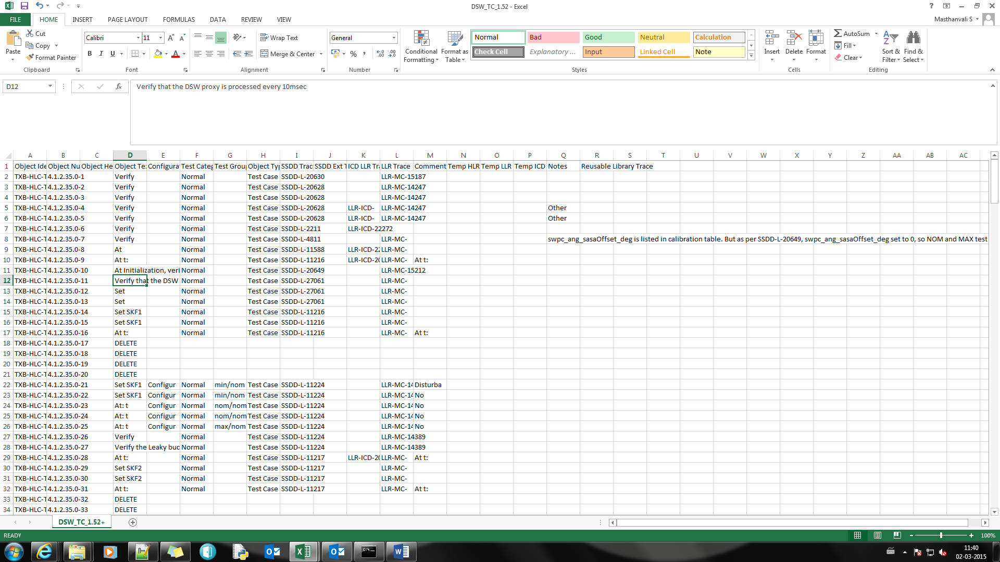 DSW_TC_1.52 - Excel
FILE HOME INSERT PAGE LAYOUT FORMULAS DATA REVIEW VIEW Masthanvali S
Paste
Cut
Copy
Format Painter
Clipboard
Calibri 11
B I U
Font
Wrap Text
Merge & Center
Alignment
General
%
Number
Conditional Formatting
Format as Table
Normal Bad Good Neutral Calculation
Check Cell Explanatory ... Input Linked Cell Note
Styles
Insert Delete Format
Cells
AutoSum
Fill
Clear
Sort & Filter
Find & Select
Editing
D12 fx Verify that the DSW proxy is processed every 10msec
A B C D E F G H I J K L M N O P Q R S T U V W X Y Z AA AB AC
1 Object Ide Object Nu Object He Object Tex Configurat Test Categ Test Group Object Typ SSDD Trac SSDD Ext T ICD LLR Tra LLR Trace Comment Temp HLR Temp LLR Temp ICD Notes Reusable Library Trace
2 TXB-HLC-T 4.1.2.35.0-1 Verify Normal Test Case SSDD-L-20630 LLR-MC-15187
3 TXB-HLC-T 4.1.2.35.0-2 Verify Normal Test Case SSDD-L-20628 LLR-MC-14247
4 TXB-HLC-T 4.1.2.35.0-3 Verify Normal Test Case SSDD-L-20628 LLR-MC-14247
5 TXB-HLC-T 4.1.2.35.0-4 Verify Normal Test Case SSDD-L-20628 LLR-ICD- LLR-MC-14247 Other
6 TXB-HLC-T 4.1.2.35.0-5 Verify Normal Test Case SSDD-L-20628 LLR-ICD- LLR-MC-14247 Other
7 TXB-HLC-T 4.1.2.35.0-6 Verify Normal Test Case SSDD-L-2211 LLR-ICD-22272
8 TXB-HLC-T 4.1.2.35.0-7 Verify Normal Test Case SSDD-L-4811 LLR-MC- swpc_ang_sasaOffset_deg is listed in calibration table. But as per SSDD-L-20649, swpc_ang_sasaOffset_deg set to 0, so NOM and MAX test
9 TXB-HLC-T 4.1.2.35.0-8 At Normal Test Case SSDD-L-11588 LLR-ICD-22 LLR-MC-
10 TXB-HLC-T 4.1.2.35.0-9 At t: Normal Test Case SSDD-L-11216 LLR-ICD-20 LLR-MC- At t:
11 TXB-HLC-T 4.1.2.35.0-10 At Initialization, veri Normal Test Case SSDD-L-20649 LLR-MC-15212
12 TXB-HLC-T 4.1.2.35.0-11 Verify that the DSW Normal Test Case SSDD-L-27061 LLR-MC-
13 TXB-HLC-T 4.1.2.35.0-12 Set Normal Test Case SSDD-L-27061 LLR-MC-
14 TXB-HLC-T 4.1.2.35.0-13 Set Normal Test Case SSDD-L-27061 LLR-MC-
15 TXB-HLC-T 4.1.2.35.0-14 Set SKF1 Normal Test Case SSDD-L-11216 LLR-MC-
16 TXB-HLC-T 4.1.2.35.0-15 Set SKF1 Normal Test Case SSDD-L-11216 LLR-MC-
17 TXB-HLC-T 4.1.2.35.0-16 At t: Normal Test Case SSDD-L-11216 LLR-MC- At t:
18 TXB-HLC-T 4.1.2.35.0-17 DELETE
19 TXB-HLC-T 4.1.2.35.0-18 DELETE
20 TXB-HLC-T 4.1.2.35.0-19 DELETE
21 TXB-HLC-T 4.1.2.35.0-20 DELETE
22 TXB-HLC-T 4.1.2.35.0-21 Set SKF1 Configur Normal min/nom Test Case SSDD-L-11224 LLR-MC-14 Disturba
23 TXB-HLC-T 4.1.2.35.0-22 Set SKF1 Configur Normal min/nom Test Case SSDD-L-11224 LLR-MC-14 No
24 TXB-HLC-T 4.1.2.35.0-23 At: t Configur Normal nom/nom Test Case SSDD-L-11224 LLR-MC-14 No
25 TXB-HLC-T 4.1.2.35.0-24 At: t Configur Normal nom/nom Test Case SSDD-L-11224 LLR-MC-14 No
26 TXB-HLC-T 4.1.2.35.0-25 At: t Configur Normal max/nom Test Case SSDD-L-11224 LLR-MC-14 No
27 TXB-HLC-T 4.1.2.35.0-26 Verify Normal Test Case SSDD-L-11224 LLR-MC-14389
28 TXB-HLC-T 4.1.2.35.0-27 Verify the Leaky buc Normal Test Case SSDD-L-11224 LLR-MC-14389
29 TXB-HLC-T 4.1.2.35.0-28 At t: Normal Test Case SSDD-L-11217 LLR-ICD-20 LLR-MC- At t:
30 TXB-HLC-T 4.1.2.35.0-29 Set SKF2 Normal Test Case SSDD-L-11217 LLR-MC-
31 TXB-HLC-T 4.1.2.35.0-30 Set SKF2 Normal Test Case SSDD-L-11217 LLR-MC-
32 TXB-HLC-T 4.1.2.35.0-31 At t: Normal Test Case SSDD-L-11217 LLR-MC- At t:
33 TXB-HLC-T 4.1.2.35.0-32 DELETE
34 TXB-HLC-T 4.1.2.35.0-33 DELETE
DSW_TC_1.52
READY 100%
11:40
02-03-2015